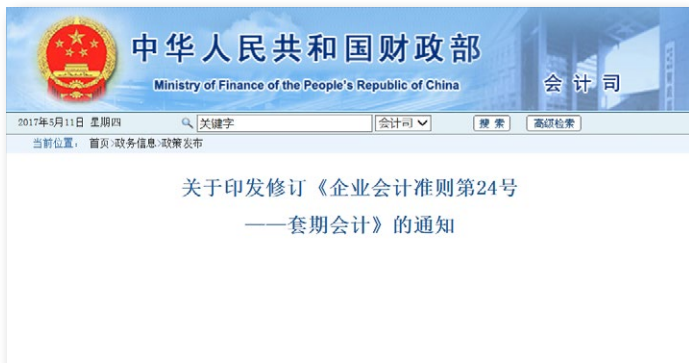 中华人民共和国财政部
Ministry of Finance of the People's Republic of China
会计司
2017年5月11日 星期四 关键字 会计司 搜索 高级检索
当前位置: 首页>政务信息>政策发布
关于印发修订《企业会计准则第24号
——套期会计》的通知